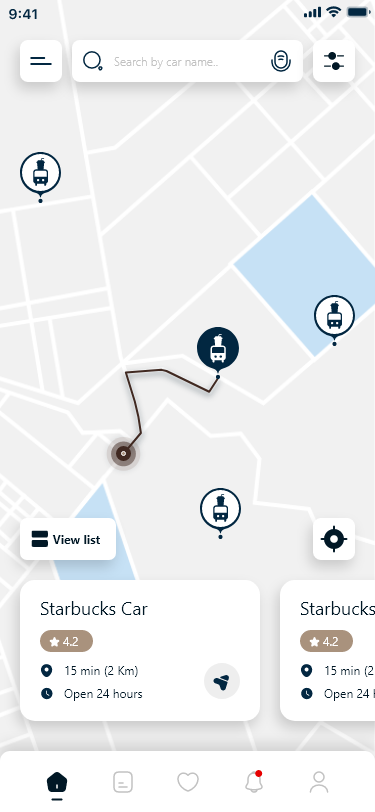 9:41
Search by car name..
View list
Starbucks Car
4.2
15 min (2 Km)
Open 24 hours
Starbucks
4.2
15 min (2
Open 24 h